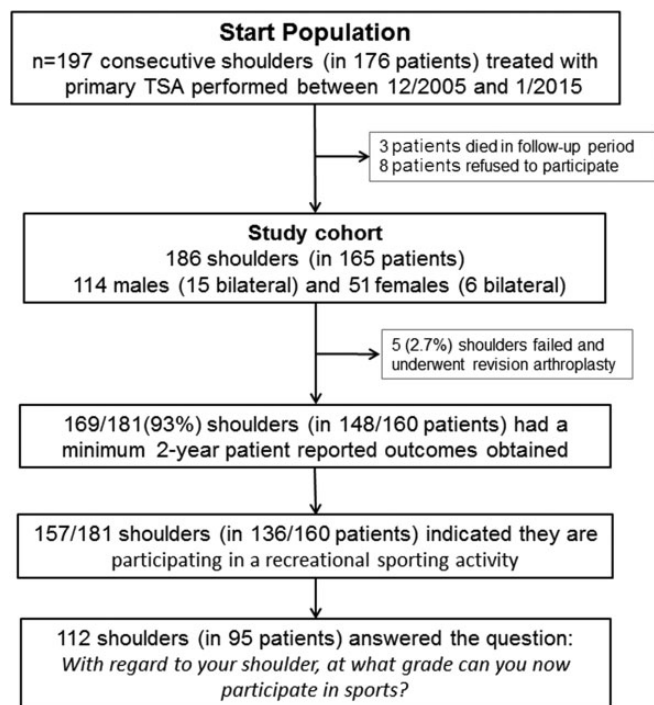 Start Population
n=197 consecutive shoulders (in 176 patients) treated with
primary TSA performed between 12/2005 and 1/2015
3 patients died in follow-up period
8 patients refused to participate
Study cohort
186 shoulders (in 165 patients)
114 males (15 bilateral) and 51 females (6 bilateral)
5 (2.7%) shoulders failed and
underwent revision arthroplasty
169/181(93%) shoulders (in 148/160 patients) had a
minimum 2-year patient reported outcomes obtained
157/181 shoulders (in 136/160 patients) indicated they are
participating in a recreational sporting activity
112 shoulders (in 95 patients) answered the question:
With regard to your shoulder, at what grade can you now
participate in sports?